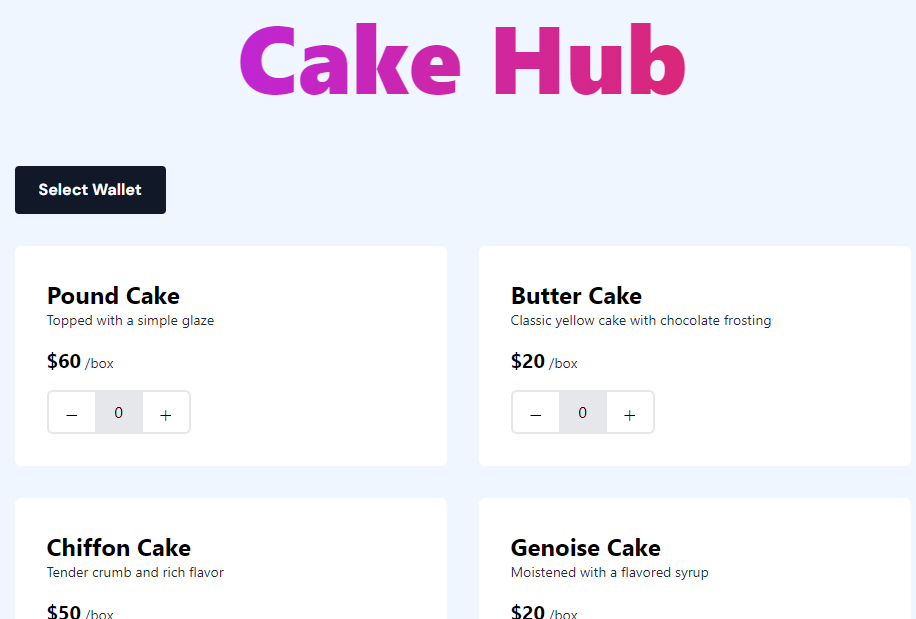 Cake Hub
Select Wallet
Pound Cake
Topped with a simple glaze
$60 /box
− 0 +
Butter Cake
Classic yellow cake with chocolate frosting
$20 /box
− 0 +
Chiffon Cake
Tender crumb and rich flavor
$50 /box
Genoise Cake
Moistened with a flavored syrup
$20 /box